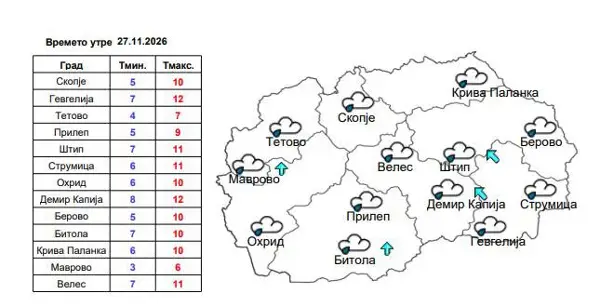 Времето утре 27.11.2026
Град Тмин. Тмакс.
Скопје 5 10
Гевгелија 7 12
Тетово 4 7
Прилеп 5 9
Штип 7 11
Струмица 6 11
Охрид 6 10
Демир Капија 8 12
Берово 5 10
Битола 7 10
Крива Паланка 6 10
Маврово 3 6
Велес 7 11
Крива Паланка
Скопје
Тетово
Берово
Велес
Штип
Маврово
Демир Капија
Струмица
Прилеп
Охрид
Гевгелија
Битола